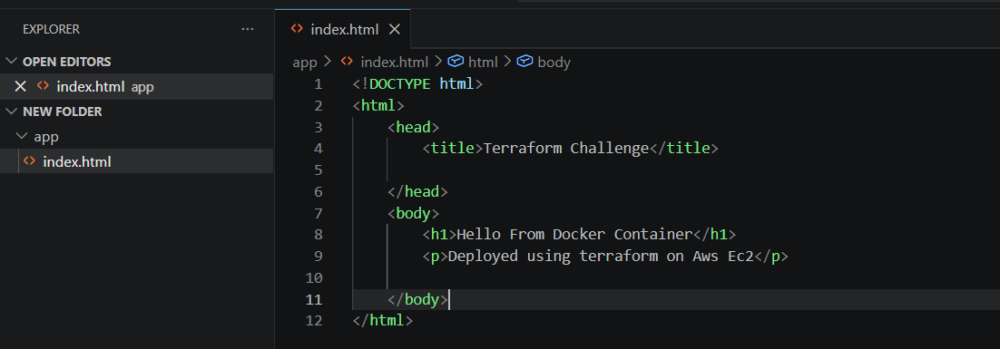 EXPLORER ...
OPEN EDITORS
index.html app
NEW FOLDER
app
index.html
index.html
app > index.html > html > body
1 <!DOCTYPE html>
2 <html>
3 <head>
4 <title>Terraform Challenge</title>
5
6 </head>
7 <body>
8 <h1>Hello From Docker Container</h1>
9 <p>Deployed using terraform on Aws Ec2</p>
10
11 </body>
12 </html>